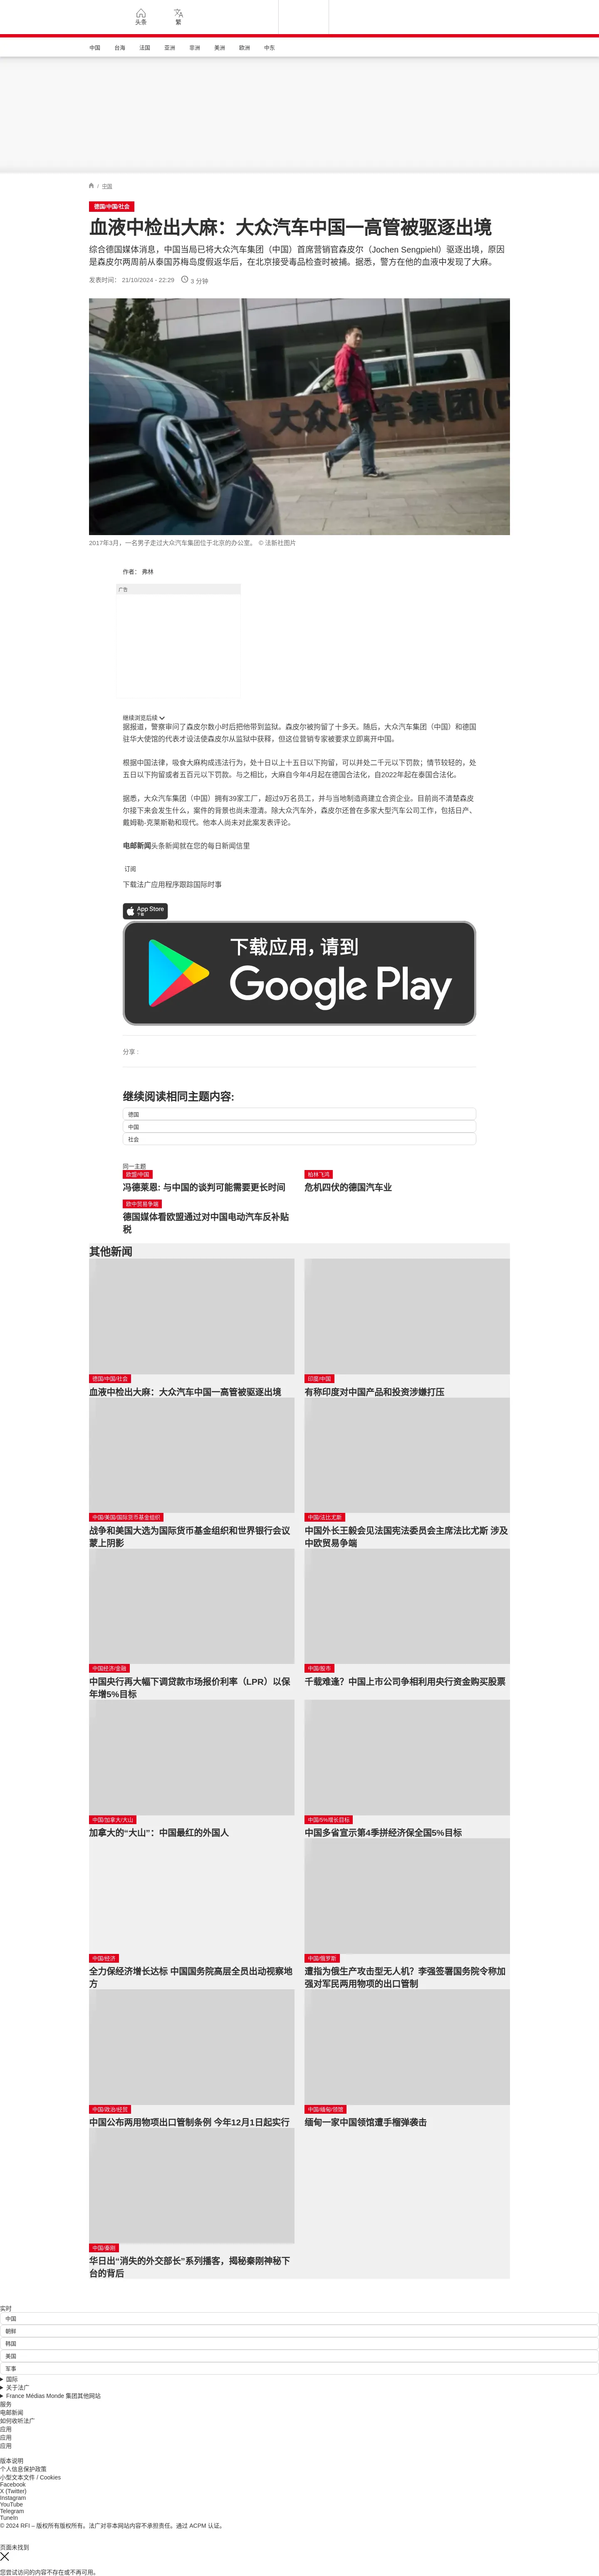 头条
繁
中国
台海
法国
亚洲
非洲
美洲
欧洲
中东
/ 中国
德国/中国/社会
血液中检出大麻：大众汽车中国一高管被驱逐出境
综合德国媒体消息，中国当局已将大众汽车集团（中国）首席营销官森皮尔（Jochen Sengpiehl）驱逐出境，原因
是森皮尔两周前从泰国苏梅岛度假返华后，在北京接受毒品检查时被捕。据悉，警方在他的血液中发现了大麻。
发表时间： 21/10/2024 - 22:29
3 分钟
大众汽车集团（中
2017年3月，一名男子走过大众汽车集团位于北京的办公室。 © 法新社图片
作者： 弗林
广告
继续浏览后续
据报道，警察审问了森皮尔数小时后把他带到监狱。森皮尔被拘留了十多天。随后，大众汽车集团（中国）和德国
驻华大使馆的代表才设法使森皮尔从监狱中获释，但这位营销专家被要求立即离开中国。
根据中国法律，吸食大麻构成违法行为，处十日以上十五日以下拘留，可以并处二千元以下罚款；情节较轻的，处
五日以下拘留或者五百元以下罚款。与之相比，大麻自今年4月起在德国合法化，自2022年起在泰国合法化。
据悉，大众汽车集团（中国）拥有39家工厂，超过9万名员工，并与当地制造商建立合资企业。目前尚不清楚森皮
尔接下来会发生什么，案件的背景也尚未澄清。除大众汽车外，森皮尔还曾在多家大型汽车公司工作，包括日产、
戴姆勒-克莱斯勒和现代。他本人尚未对此案发表评论。
电邮新闻头条新闻就在您的每日新闻信里
订阅
下载法广应用程序跟踪国际时事
App Store
下载
下载应用，请到
Google Play
分享 :
继续阅读相同主题内容:
德国
中国
社会
同一主题
欧盟/中国
冯德莱恩: 与中国的谈判可能需要更长时间
柏林飞鸿
危机四伏的德国汽车业
欧中贸易争端
德国媒体看欧盟通过对中国电动汽车反补贴
税
其他新闻
德国/中国/社会
血液中检出大麻：大众汽车中国一高管被驱逐出境
印度/中国
有称印度对中国产品和投资涉嫌打压
中国/美国/国际货币基金组织
战争和美国大选为国际货币基金组织和世界银行会议
蒙上阴影
中国/法比尤斯
中国外长王毅会见法国宪法委员会主席法比尤斯 涉及
中欧贸易争端
中国经济/金融
中国央行再大幅下调贷款市场报价利率（LPR）以保
年增5%目标
中国/股市
千载难逢？中国上市公司争相利用央行资金购买股票
中国/加拿大/大山
加拿大的“大山”：中国最红的外国人
中国/5%增长目标
中国多省宣示第4季拼经济保全国5%目标
中国/经济
全力保经济增长达标 中国国务院高层全员出动视察地
方
中国/俄罗斯
遭指为俄生产攻击型无人机？李强签署国务院令称加
强对军民两用物项的出口管制
中国/政治/经贸
中国公布两用物项出口管制条例 今年12月1日起实行
中国/缅甸/领馆
缅甸一家中国领馆遭手榴弹袭击
中国/秦刚
华日出“消失的外交部长”系列播客，揭秘秦刚神秘下
台的背后
实时
中国
朝鲜
韩国
美国
军事
国际
关于法广
France Médias Monde 集团其他网站
服务
电邮新闻
如何收听法广
应用
应用
应用
版本说明
个人信息保护政策
小型文本文件 / Cookies
Facebook
X (Twitter)
Instagram
YouTube
Telegram
TuneIn
© 2024 RFI – 版权所有版权所有。法广对非本网站内容不承担责任。通过 ACPM 认证。
页面未找到
您尝试访问的内容不存在或不再可用。